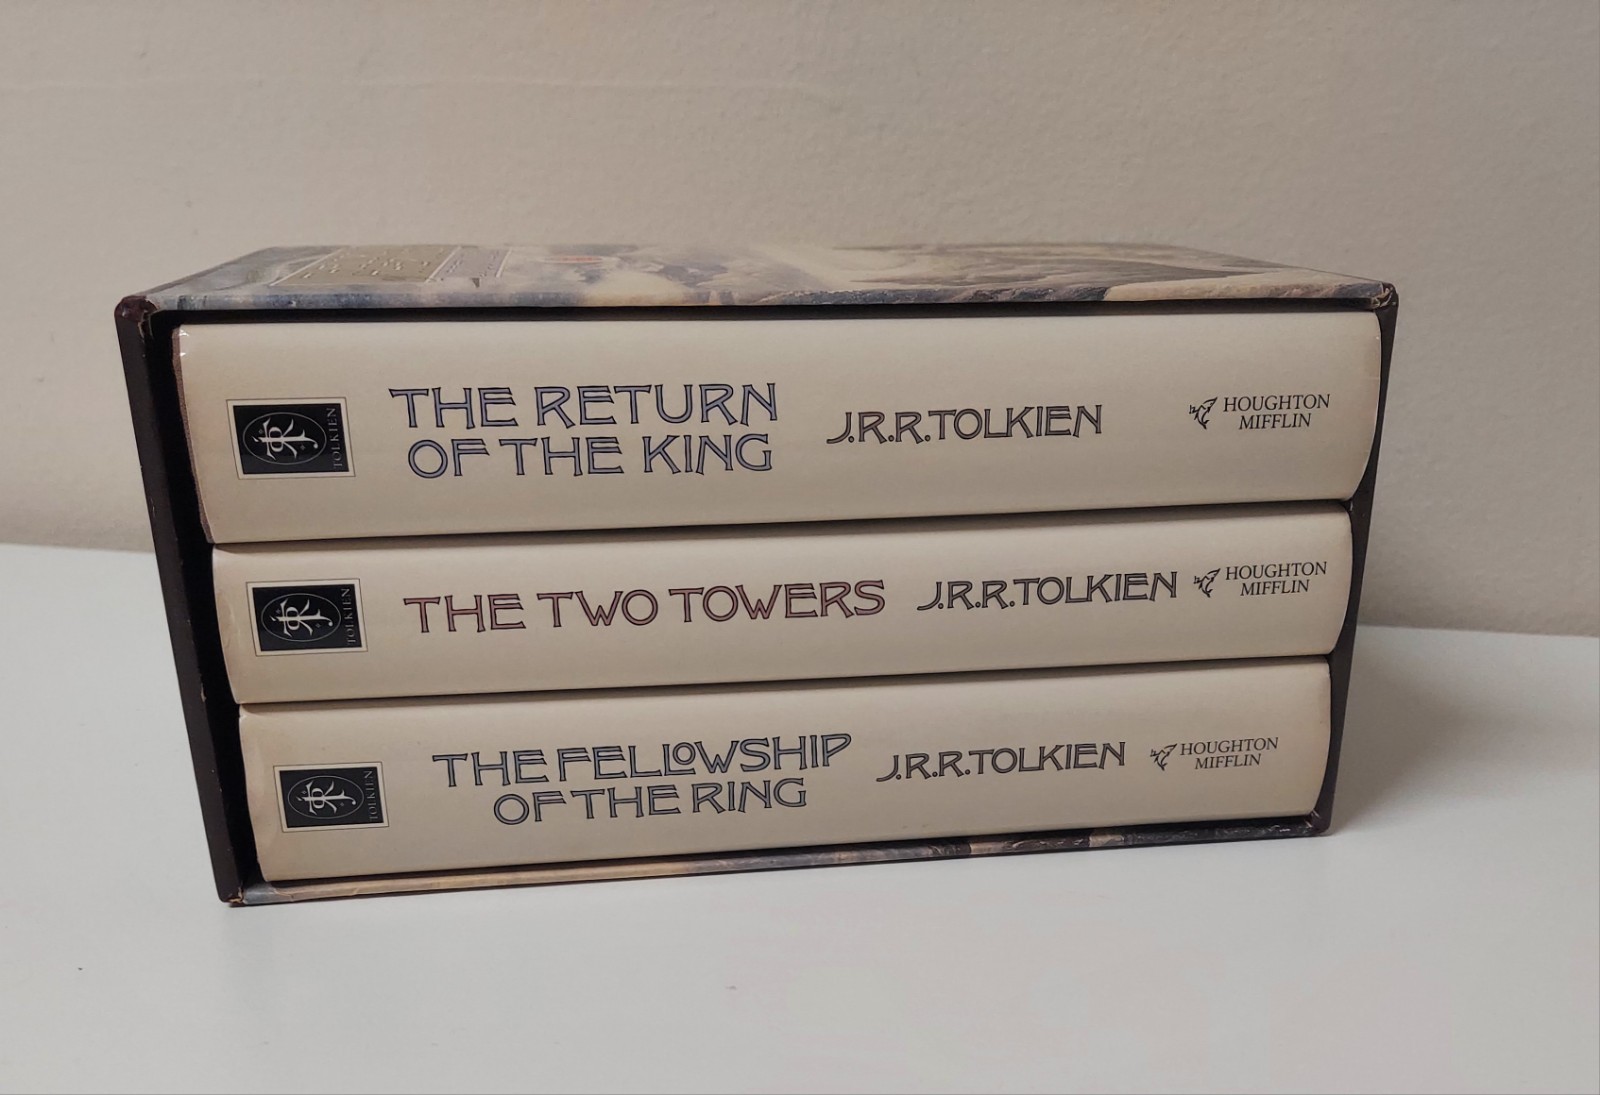 TOLKIEN
THE RETURN
OF THE KING
J.R.R. TOLKIEN
HOUGHTON
MIFFLIN
TOLKIEN
THE TWO TOWERS
J.R.R. TOLKIEN
HOUGHTON
MIFFLIN
TOLKIEN
THE FELLOWSHIP
OF THE RING
J.R.R. TOLKIEN
HOUGHTON
MIFFLIN